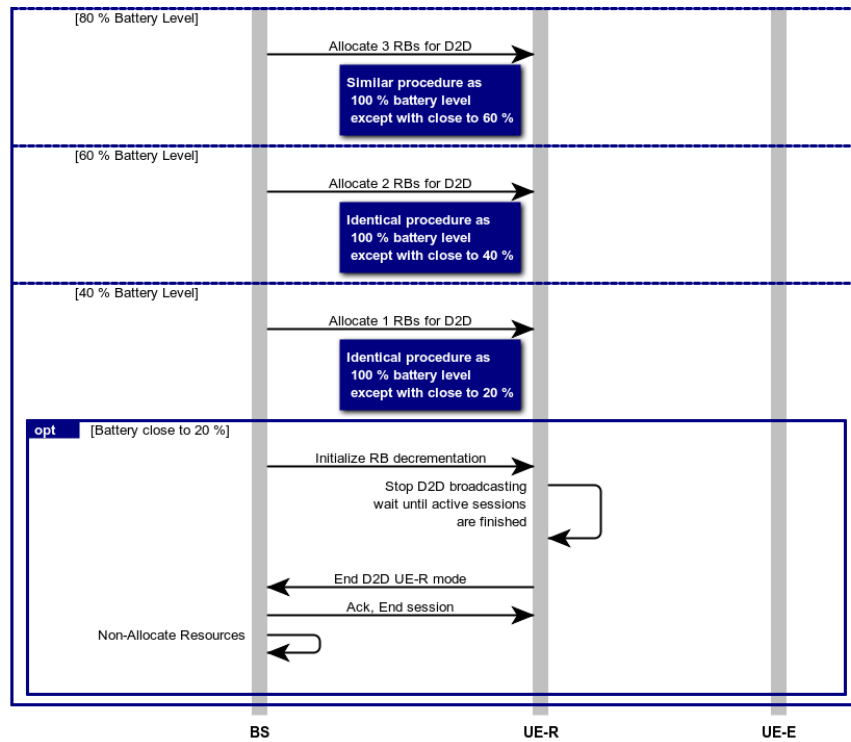 [80 % Battery Level]
Allocate 3 RBs for D2D
Similar procedure as
100 % battery level
except with close to 60 %
[60 % Battery Level]
Allocate 2 RBs for D2D
Identical procedure as
100 % battery level
except with close to 40 %
[40 % Battery Level]
Allocate 1 RBs for D2D
Identical procedure as
100 % battery level
except with close to 20 %
opt [Battery close to 20 %]
Initialize RB decrementation
Stop D2D broadcasting
wait until active sessions
are finished
End D2D UE-R mode
Ack, End session
Non-Allocate Resources
BS UE-R UE-E